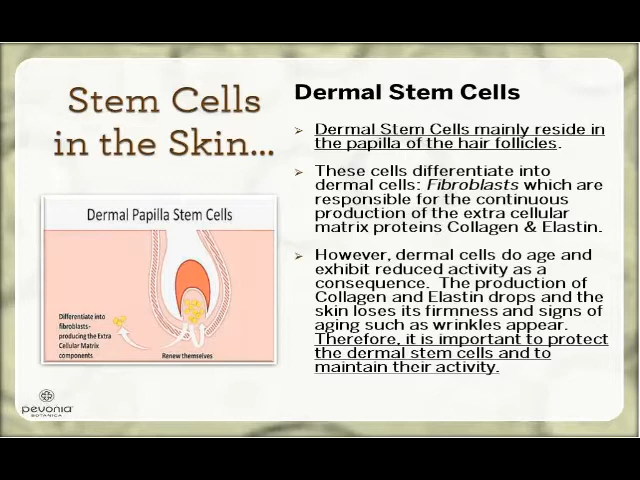 Stem Cells
in the Skin...
Dermal Papilla Stem Cells
Differentiate into
fibroblasts-
producing the Extra
Cellular Matrix
components
Renew themselves
pevonia
BOTANICA
Dermal Stem Cells
➢ Dermal Stem Cells mainly reside in
the papilla of the hair follicles.
➢ These cells differentiate into
dermal cells: Fibroblasts which are
responsible for the continuous
production of the extra cellular
matrix proteins Collagen & Elastin.
➢ However, dermal cells do age and
exhibit reduced activity as a
consequence. The production of
Collagen and Elastin drops and the
skin loses its firmness and signs of
aging such as wrinkles appear.
Therefore, it is important to protect
the dermal stem cells and to
maintain their activity.